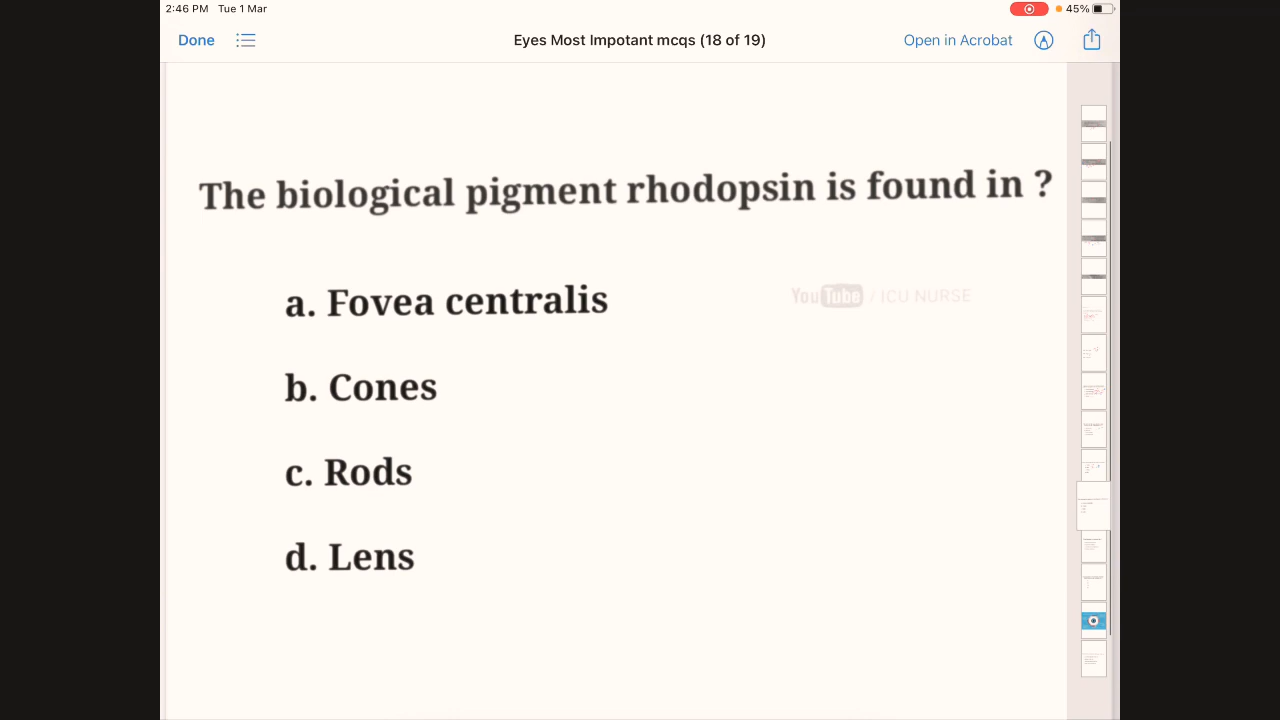 2:46 PM Tue 1 Mar
45%
Done
Eyes Most Impotant mcqs (18 of 19)
Open in Acrobat
The biological pigment rhodopsin is found in ?
a. Fovea centralis
YouTube / ICU NURSE
b. Cones
c. Rods
d. Lens